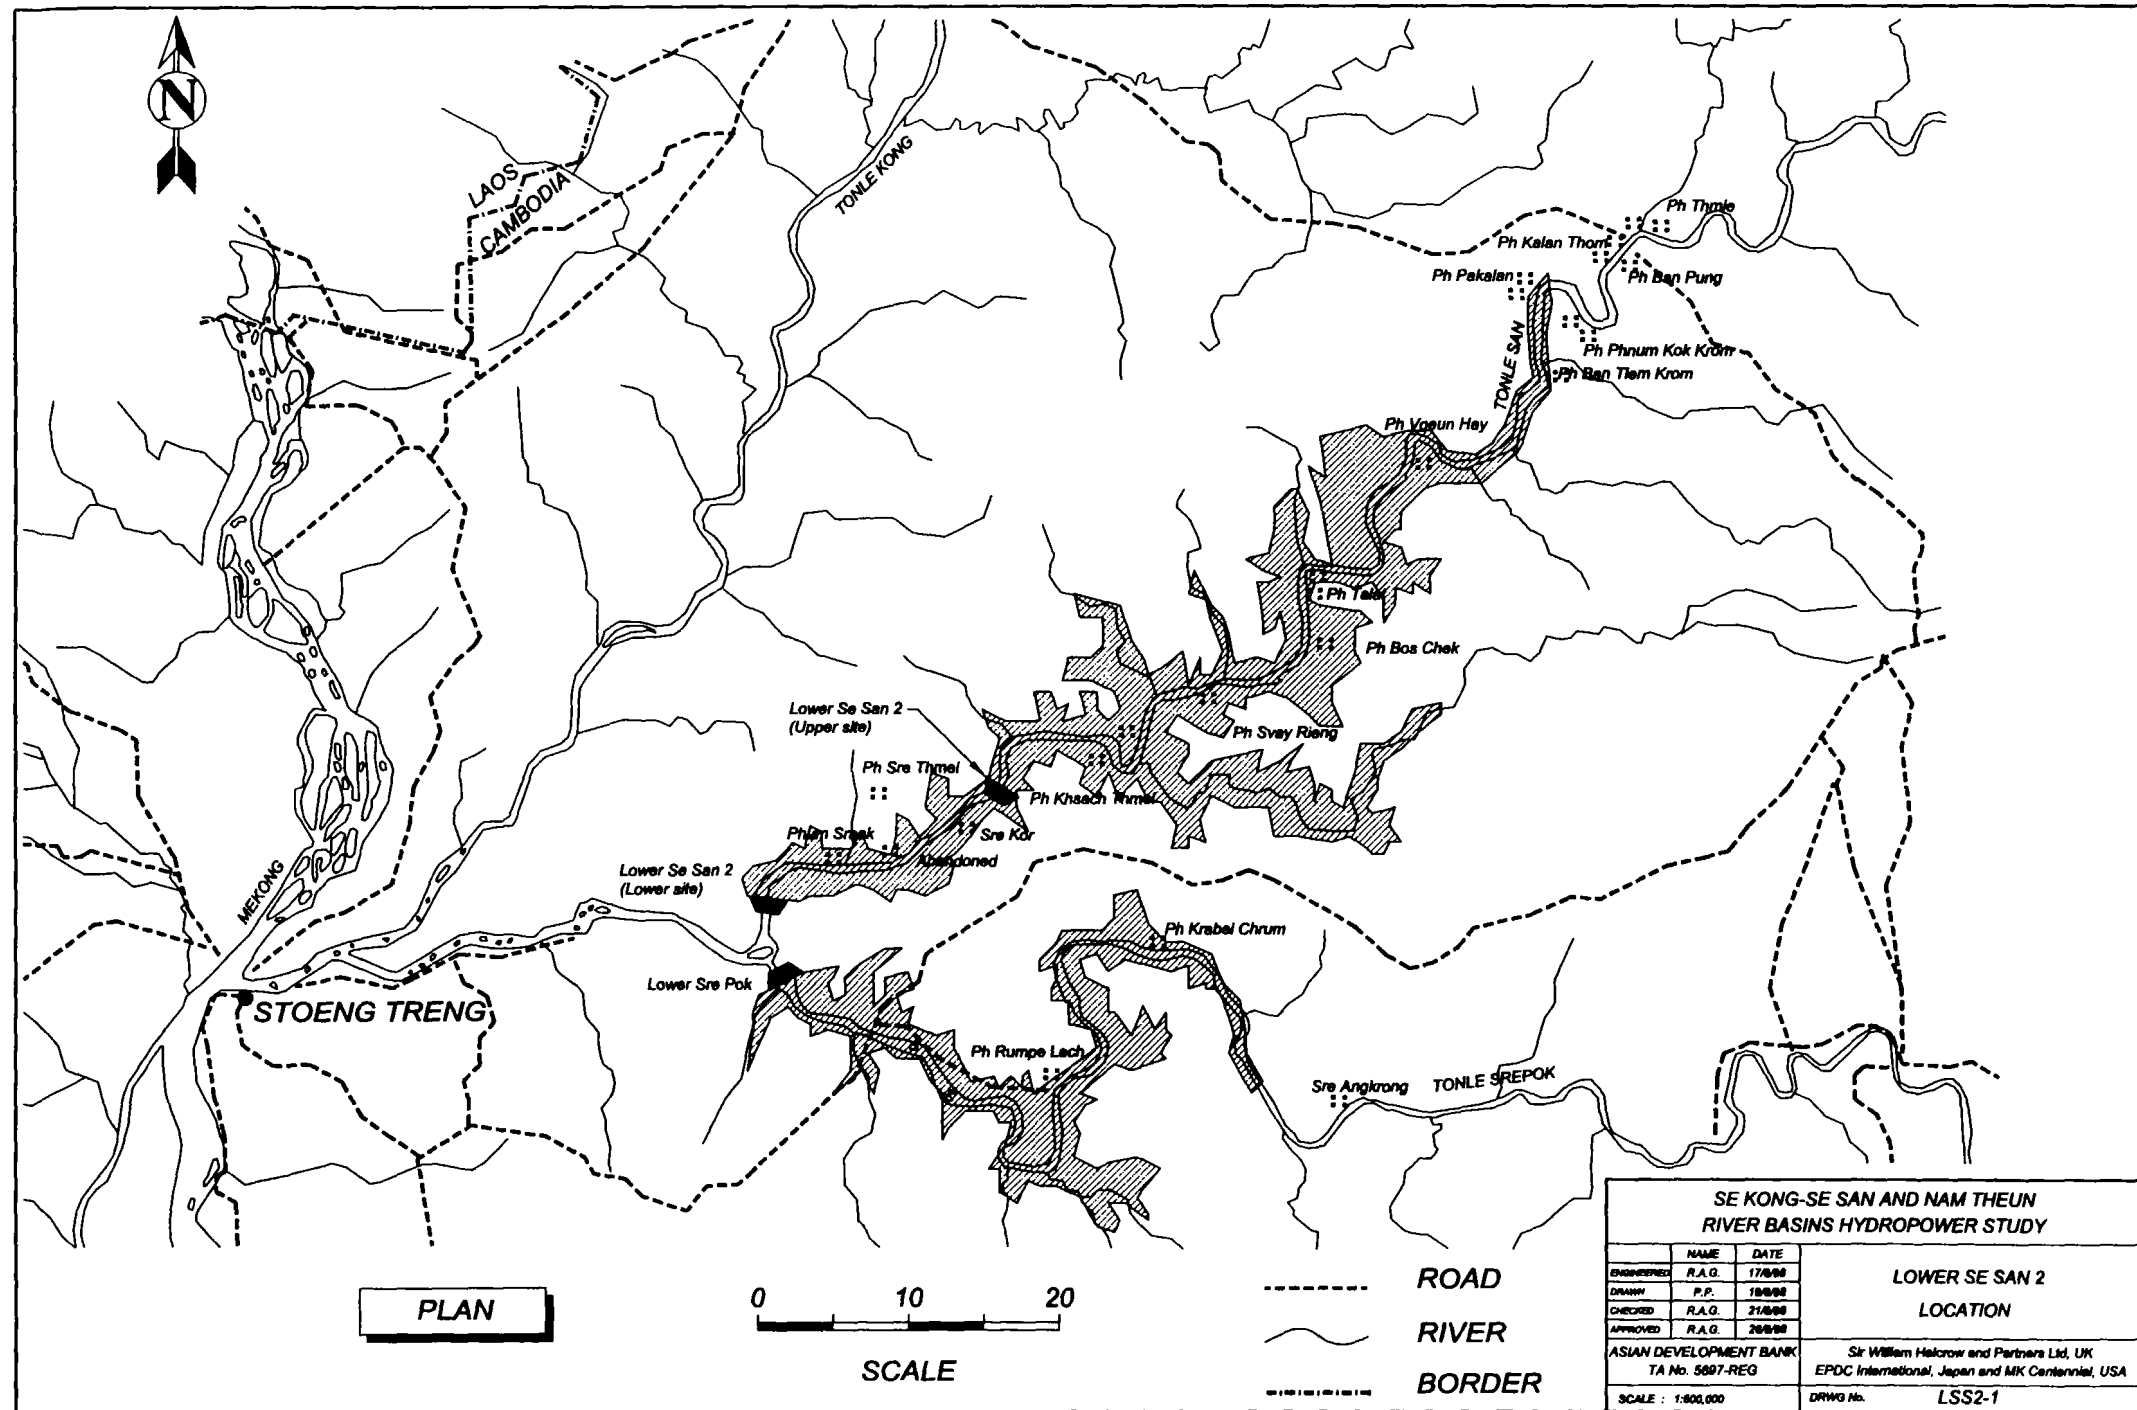 N
LAOS
CAMBODIA
TONLE KONG
Ph Thmie
Ph Kalan Thom
Ph Pakalan
Ph Ban Pung
TONLE SAN
Ph Phnum Kok Krom
Ph Ban Tiem Krom
Ph Voeun Hay
Ph Talat
Ph Bos Chek
Lower Se San 2
(Upper site)
Ph Svay Rieng
Ph Sre Thmei
Ph Khsach Thmei
Phum Sraak
Sre Kor
Abandoned
Lower Se San 2
(Lower site)
MEKONG
Ph Krabei Chrum
Lower Sre Pok
STOENG TRENG
Ph Rumpe Lech
Sre Angkrong
TONLE SREPOK
PLAN
0 10 20
SCALE
ROAD
RIVER
BORDER
SE KONG-SE SAN AND NAM THEUN
RIVER BASINS HYDROPOWER STUDY
NAME DATE
ENGINEERED R.A.G.
DRAWN P.P.
CHECKED R.A.G.
APPROVED R.A.G.
LOWER SE SAN 2
LOCATION
ASIAN DEVELOPMENT BANK
TA No. 5697-REG
Sir William Halcrow and Partners Ltd, UK
EPDC International, Japan and MK Centennial, USA
SCALE : 1:600,000
DRWG No. LSS2-1